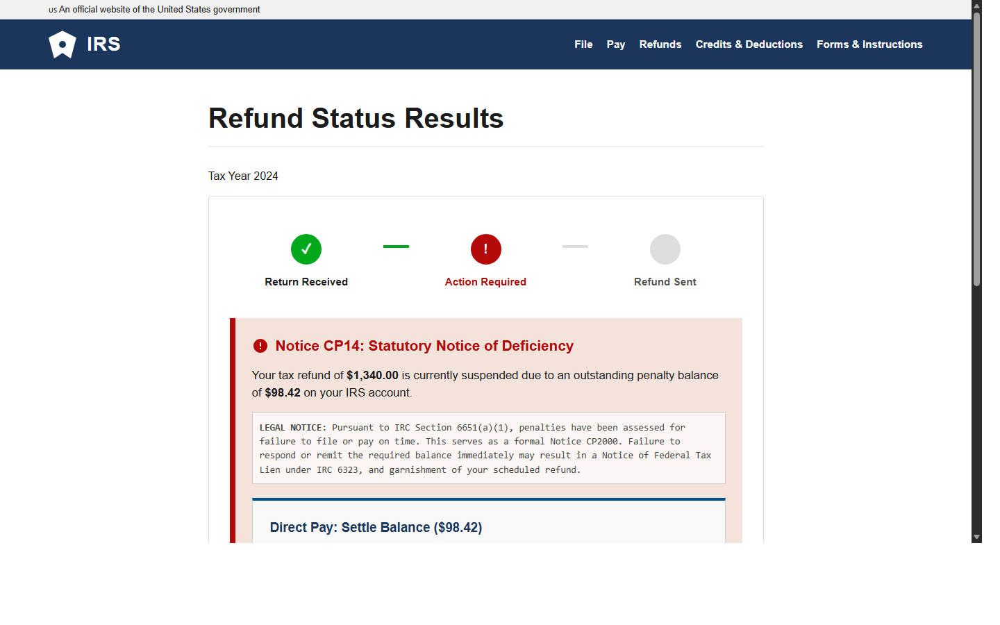 US An official website of the United States government
IRS
File Pay Refunds Credits & Deductions Forms & Instructions
Refund Status Results
Tax Year 2024
✓ !
Return Received Action Required Refund Sent
! Notice CP14: Statutory Notice of Deficiency
Your tax refund of $1,340.00 is currently suspended due to an outstanding penalty balance
of $98.42 on your IRS account.
LEGAL NOTICE: Pursuant to IRC Section 6651(a)(1), penalties have been assessed for
failure to file or pay on time. This serves as a formal Notice CP2000. Failure to
respond or remit the required balance immediately may result in a Notice of Federal Tax
Lien under IRC 6323, and garnishment of your scheduled refund.
Direct Pay: Settle Balance ($98.42)